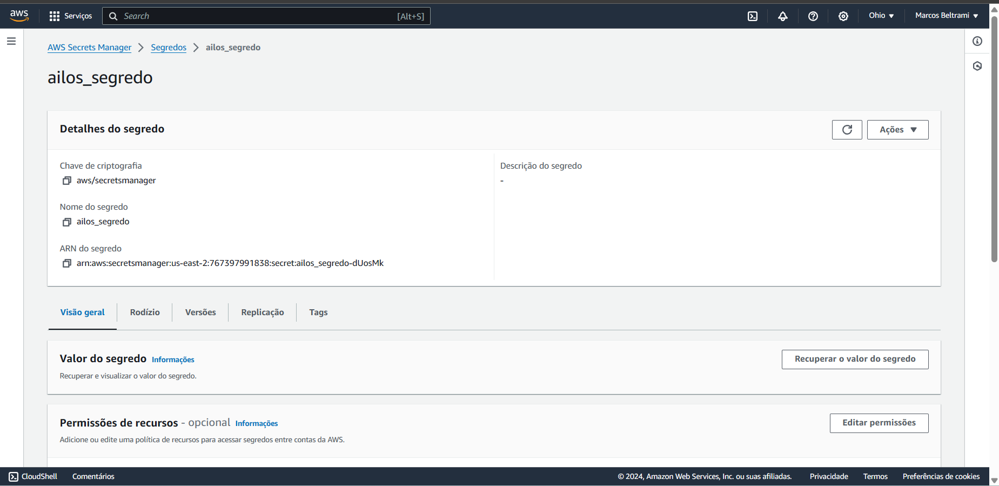 aws
Serviços
Search
[Alt+S]
Ohio
Marcos Beltrami
AWS Secrets Manager
Segredos
ailos_segredo
ailos_segredo
Detalhes do segredo
Ações
Chave de criptografia
aws/secretsmanager
Descrição do segredo
-
Nome do segredo
ailos_segredo
ARN do segredo
arn:aws:secretsmanager:us-east-2:767397991838:secret:ailos_segredo-dUosMk
Visão geral
Rodízio
Versões
Replicação
Tags
Valor do segredo Informações
Recuperar o valor do segredo
Recuperar e visualizar o valor do segredo.
Permissões de recursos - opcional Informações
Editar permissões
Adicione ou edite uma política de recursos para acessar segredos entre contas da AWS.
CloudShell
Comentários
© 2024, Amazon Web Services, Inc. ou suas afiliadas.
Privacidade
Termos
Preferências de cookies